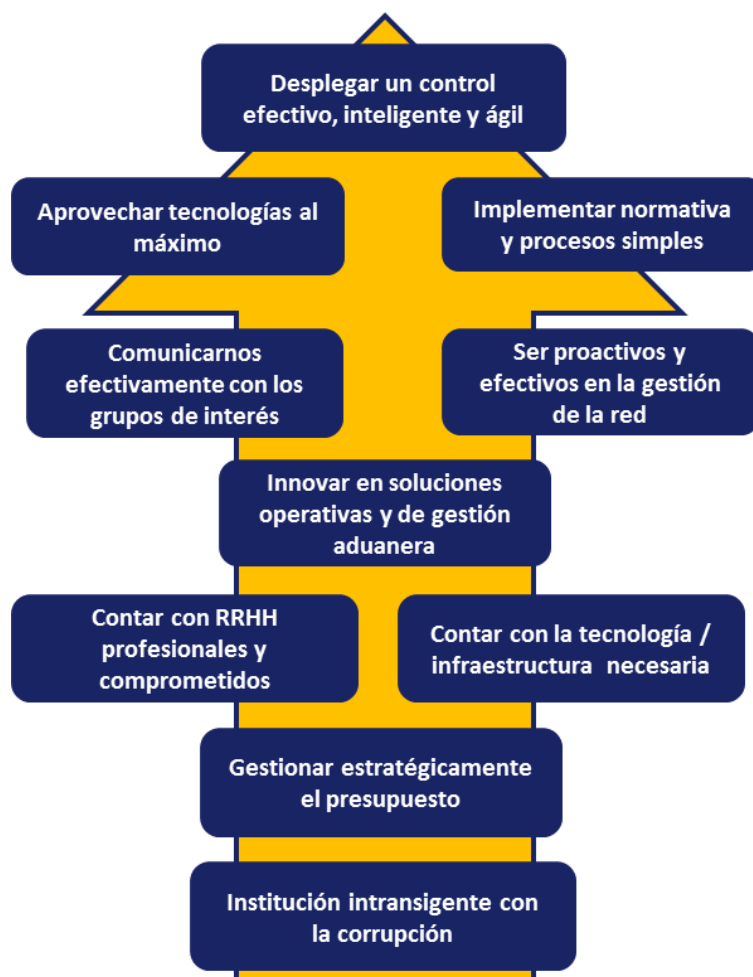 Desplegar un control
efectivo, inteligente y ágil
Aprovechar tecnologías al
máximo
Implementar normativa
y procesos simples
Comunicarnos
efectivamente con los
grupos de interés
Ser proactivos y
efectivos en la gestión
de la red
Innovar en soluciones
operativas y de gestión
aduanera
Contar con RRHH
profesionales y
comprometidos
Contar con la tecnología /
infraestructura necesaria
Gestionar estratégicamente
el presupuesto
Institución intransigente con
la corrupción